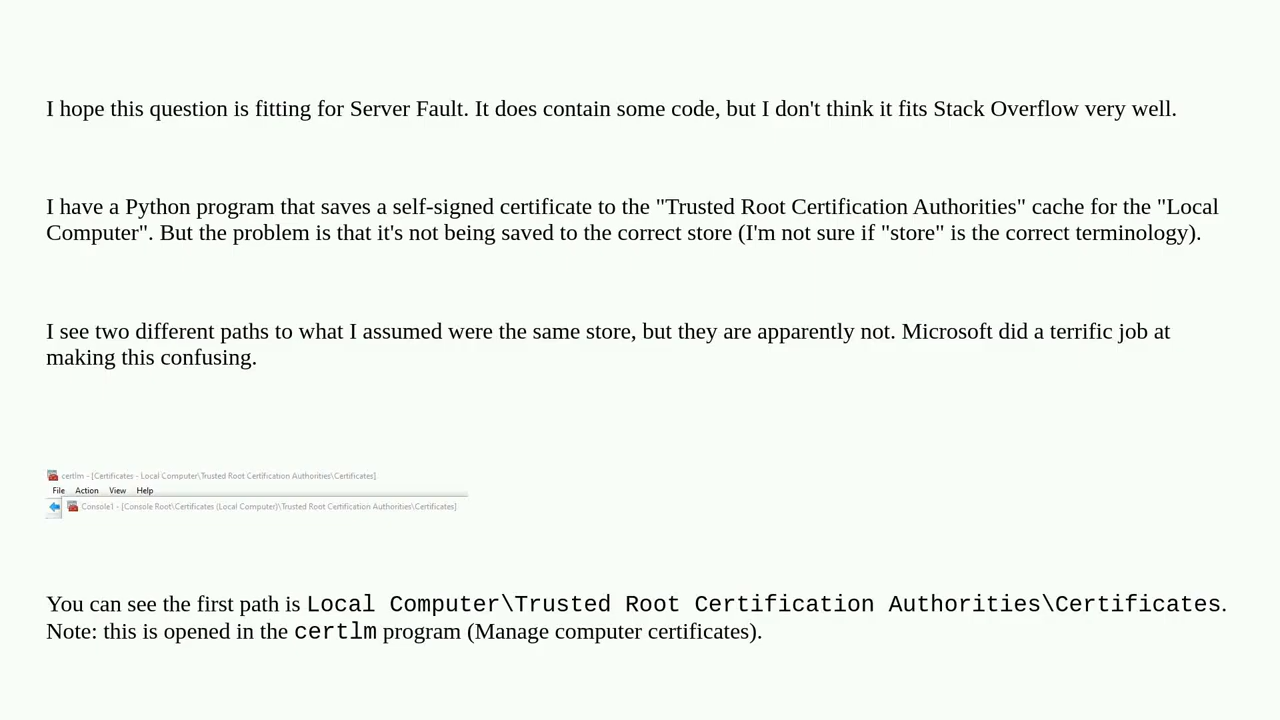 I hope this question is fitting for Server Fault. It does contain some code, but I don't think it fits Stack Overflow very well.
I have a Python program that saves a self-signed certificate to the "Trusted Root Certification Authorities" cache for the "Local
Computer". But the problem is that it's not being saved to the correct store (I'm not sure if "store" is the correct terminology).
I see two different paths to what I assumed were the same store, but they are apparently not. Microsoft did a terrific job at
making this confusing.
certlm - [Certificates - Local Computer\Trusted Root Certification Authorities\Certificates]
File Action View Help
Console1 - [Console Root\Certificates (Local Computer)\Trusted Root Certification Authorities\Certificates]
You can see the first path is Local Computer\Trusted Root Certification Authorities\Certificates.
Note: this is opened in the certlm program (Manage computer certificates).